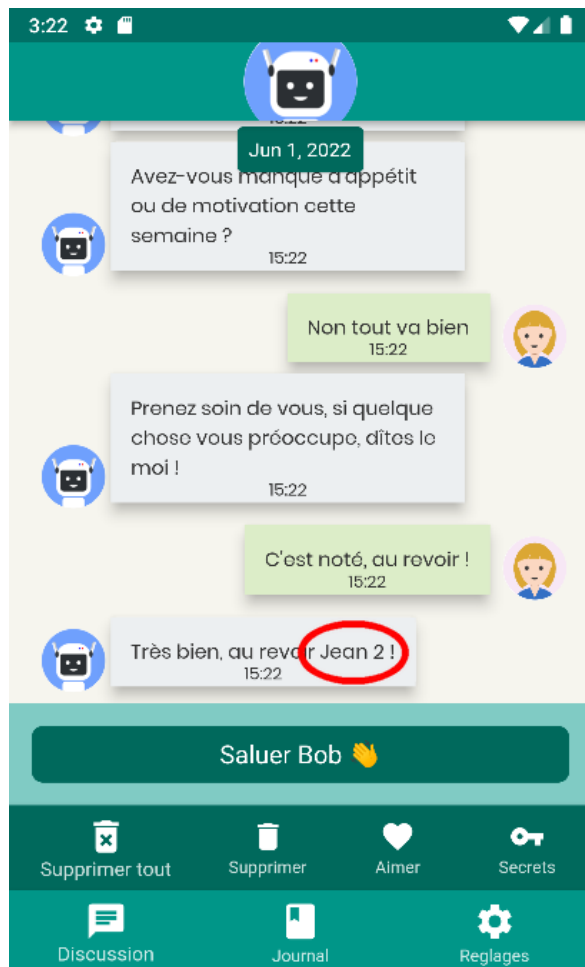 3:22
Jun 1, 2022
Avez-vous manqué d'appétit
ou de motivation cette
semaine ?
15:22
Non tout va bien
15:22
Prenez soin de vous, si quelque
chose vous préoccupe, dîtes le
moi !
15:22
C'est noté, au revoir !
15:22
Très bien, au revoir Jean 2 !
15:22
Saluer Bob 👋
Supprimer tout
Supprimer
Aimer
Secrets
Discussion
Journal
Reglages